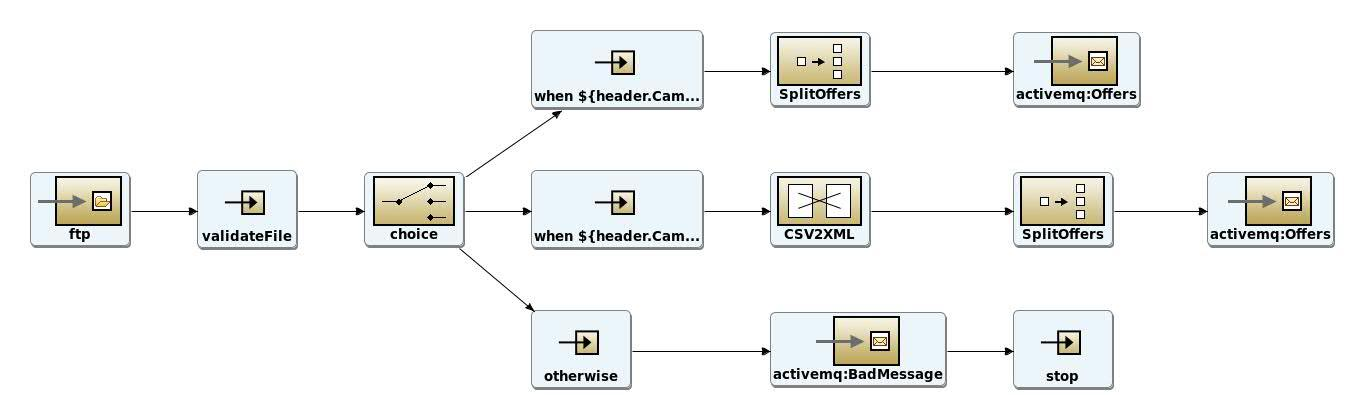 when ${header.Cam...
SplitOffers
activemq:Offers
ftp
validateFile
choice
when ${header.Cam...
CSV2XML
SplitOffers
activemq:Offers
otherwise
activemq:BadMessage
stop